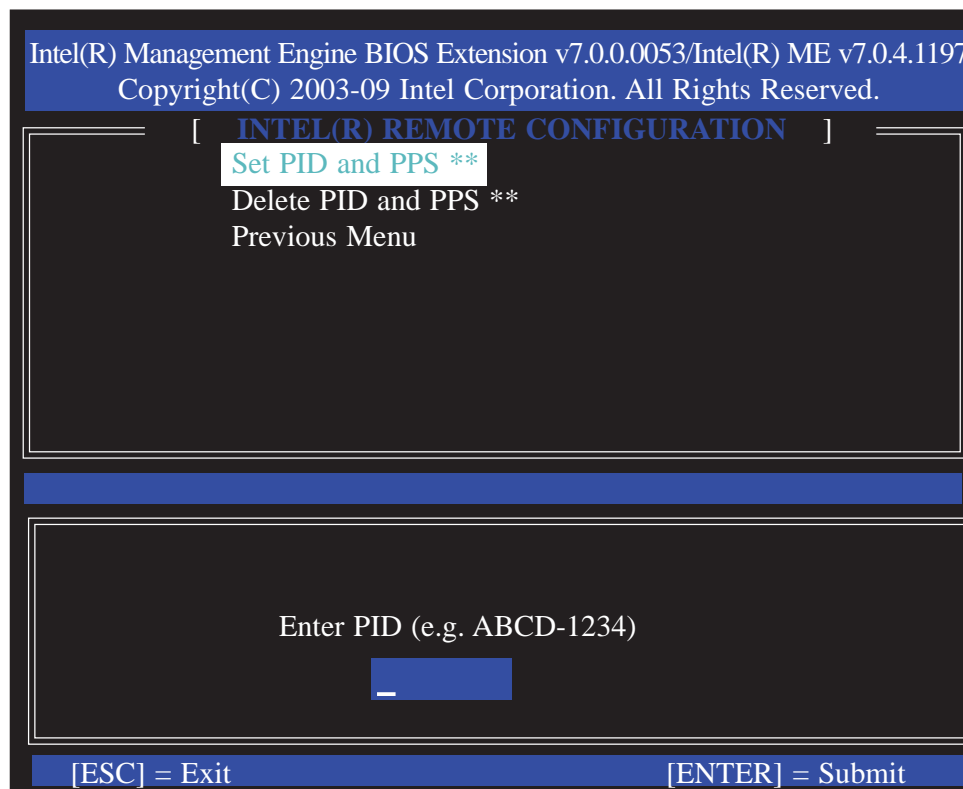 Intel(R) Management Engine BIOS Extension v7.0.0.0053/Intel(R) ME v7.0.4.1197
Copyright(C) 2003-09 Intel Corporation. All Rights Reserved.
[ INTEL(R) REMOTE CONFIGURATION ]
Set PID and PPS **
Delete PID and PPS **
Previous Menu
Enter PID (e.g. ABCD-1234)
_
[ESC] = Exit [ENTER] = Submit